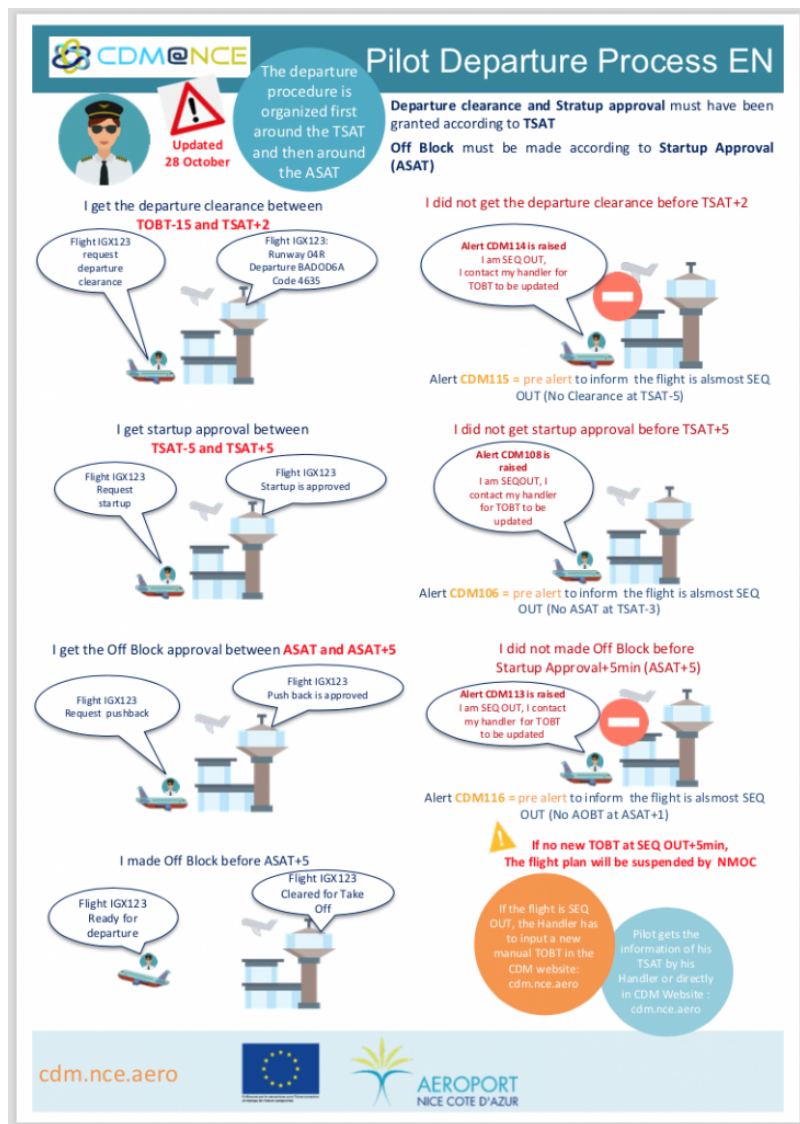 CDM@NCE
Pilot Departure Process EN
Updated
28 October
The departure
procedure is
organized first
around the TSAT
and then around
the ASAT
Departure clearance and Stratup approval must have been
granted according to TSAT
Off Block must be made according to Startup Approval
(ASAT)
I get the departure clearance between
TOBT-15 and TSAT+2
Flight IGX123
request
departure
clearance
Flight IGX123:
Runway 04R
Departure BADOD6A
Code 4635
I did not get the departure clearance before TSAT+2
Alert CDM114 is raised
I am SEQ OUT,
I contact my handler for
TOBT to be updated
Alert CDM115 = pre alert to inform the flight is alsmost SEQ
OUT (No Clearance at TSAT-5)
I get startup approval between
TSAT-5 and TSAT+5
Flight IGX123
Request
startup
Flight IGX123
Startup is approved
I did not get startup approval before TSAT+5
Alert CDM108 is
raised
I am SEQOUT, I
contact my handler
for TOBT to be
updated
Alert CDM106 = pre alert to inform the flight is alsmost SEQ
OUT (No ASAT at TSAT-3)
I get the Off Block approval between ASAT and ASAT+5
Flight IGX123
Request pushback
Flight IGX123
Push back is approved
I did not made Off Block before
Startup Approval+5min (ASAT+5)
Alert CDM113 is raised
I am SEQ OUT, I contact
my handler for TOBT
to be updated
Alert CDM116 = pre alert to inform the flight is alsmost SEQ
OUT (No AOBT at ASAT+1)
I made Off Block before ASAT+5
Flight IGX123
Ready for
departure
Flight IGX123
Cleared for Take
Off
If no new TOBT at SEQ OUT+5min,
The flight plan will be suspended by NMOC
If the flight is SEQ
OUT, the Handler has
to input a new
manual TOBT in the
CDM website:
cdm.nce.aero
Pilot gets the
information of his
TSAT by his
Handler or directly
in CDM Website :
cdm.nce.aero
cdm.nce.aero
AEROPORT
NICE COTE D'AZUR